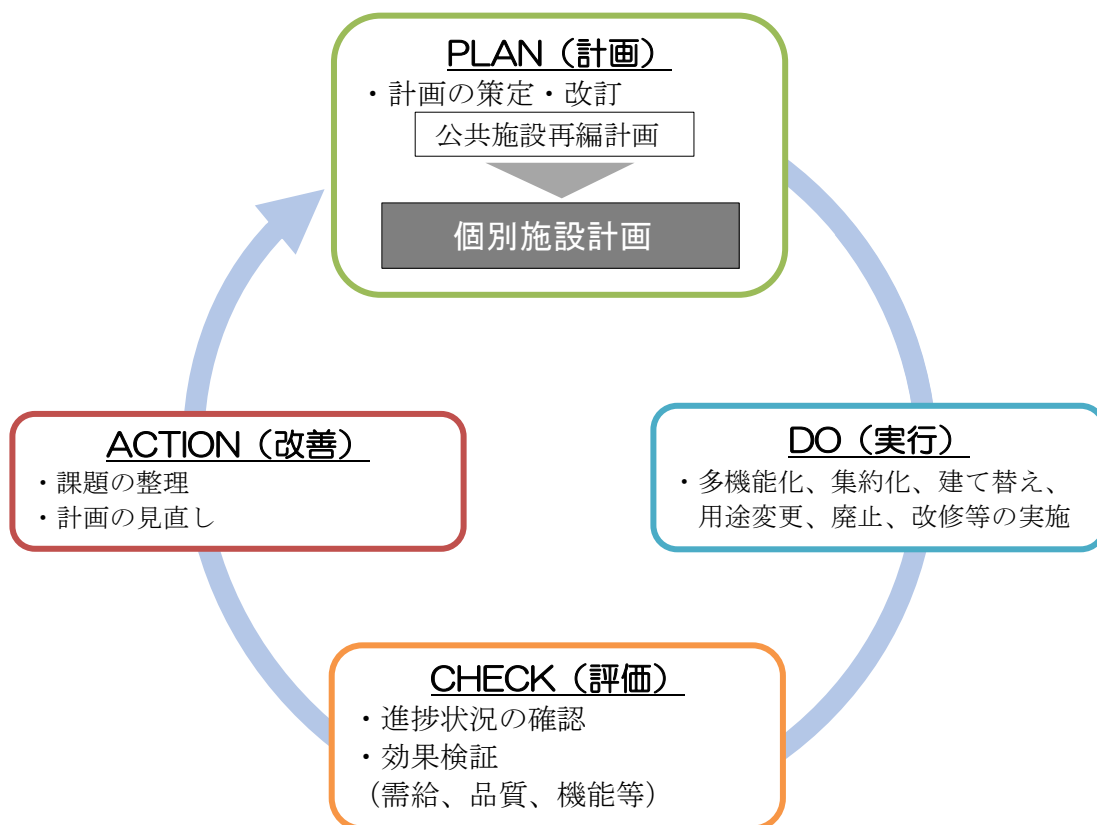 PLAN（計画）
・計画の策定・改訂
公共施設再編計画
個別施設計画
ACTION（改善）
・課題の整理
・計画の見直し
DO（実行）
・多機能化、集約化、建て替え、
用途変更、廃止、改修等の実施
CHECK（評価）
・進捗状況の確認
・効果検証
（需給、品質、機能等）